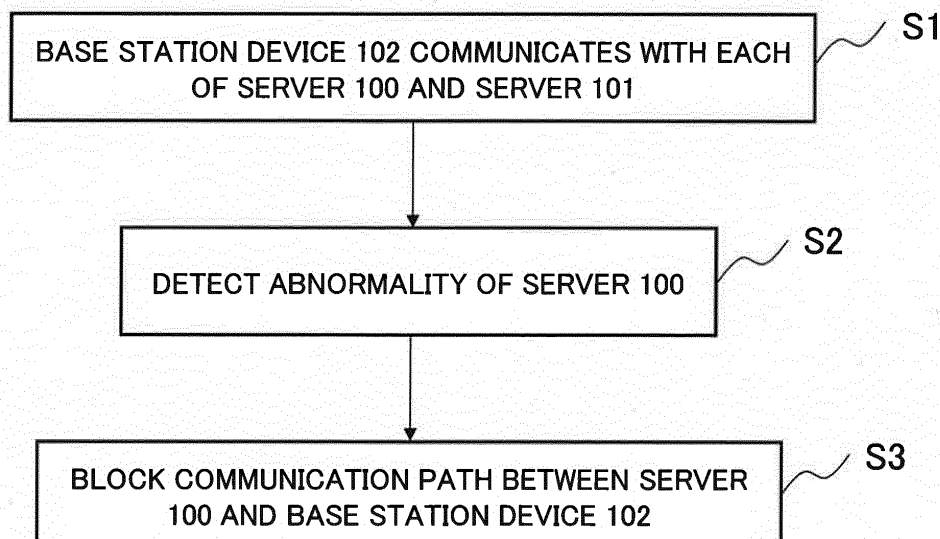 BASE STATION DEVICE 102 COMMUNICATES WITH EACH
OF SERVER 100 AND SERVER 101
S1
DETECT ABNORMALITY OF SERVER 100
S2
BLOCK COMMUNICATION PATH BETWEEN SERVER
100 AND BASE STATION DEVICE 102
S3